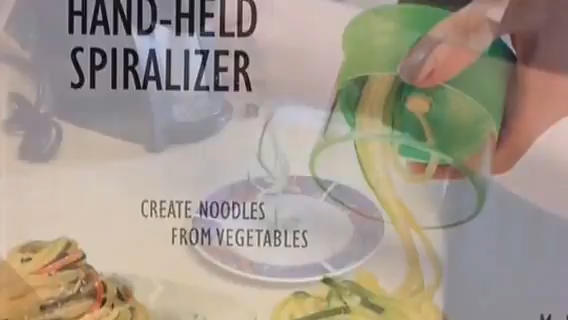 HAND-HELD
SPIRALIZER
CREATE NOODLES
FROM VEGETABLES